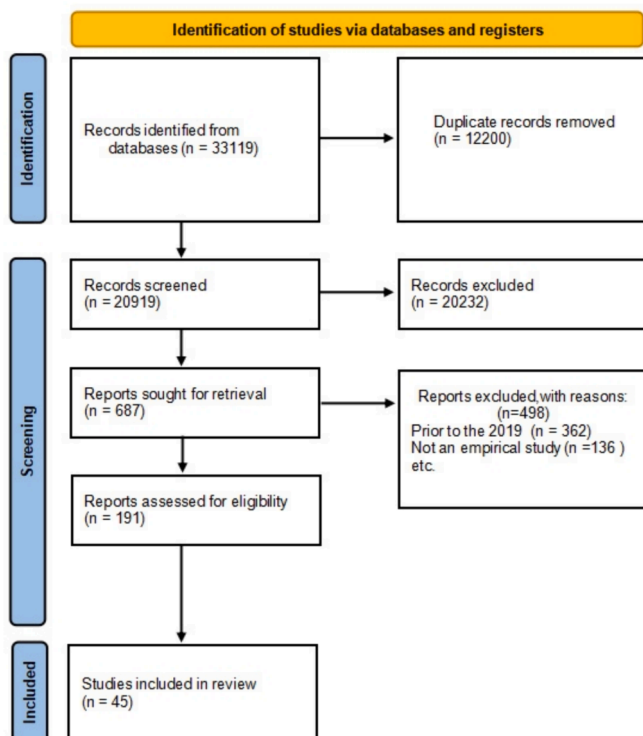 Identification of studies via databases and registers
Identification
Records identified from
databases (n = 33119)
Duplicate records removed
(n = 12200)
Screening
Records screened
(n = 20919)
Records excluded
(n = 20232)
Reports sought for retrieval
(n = 687)
Reports excluded,with reasons:
(n=498)
Prior to the 2019 (n = 362)
Not an empirical study (n =136 )
etc.
Reports assessed for eligibility
(n = 191)
Included
Studies included in review
(n = 45)